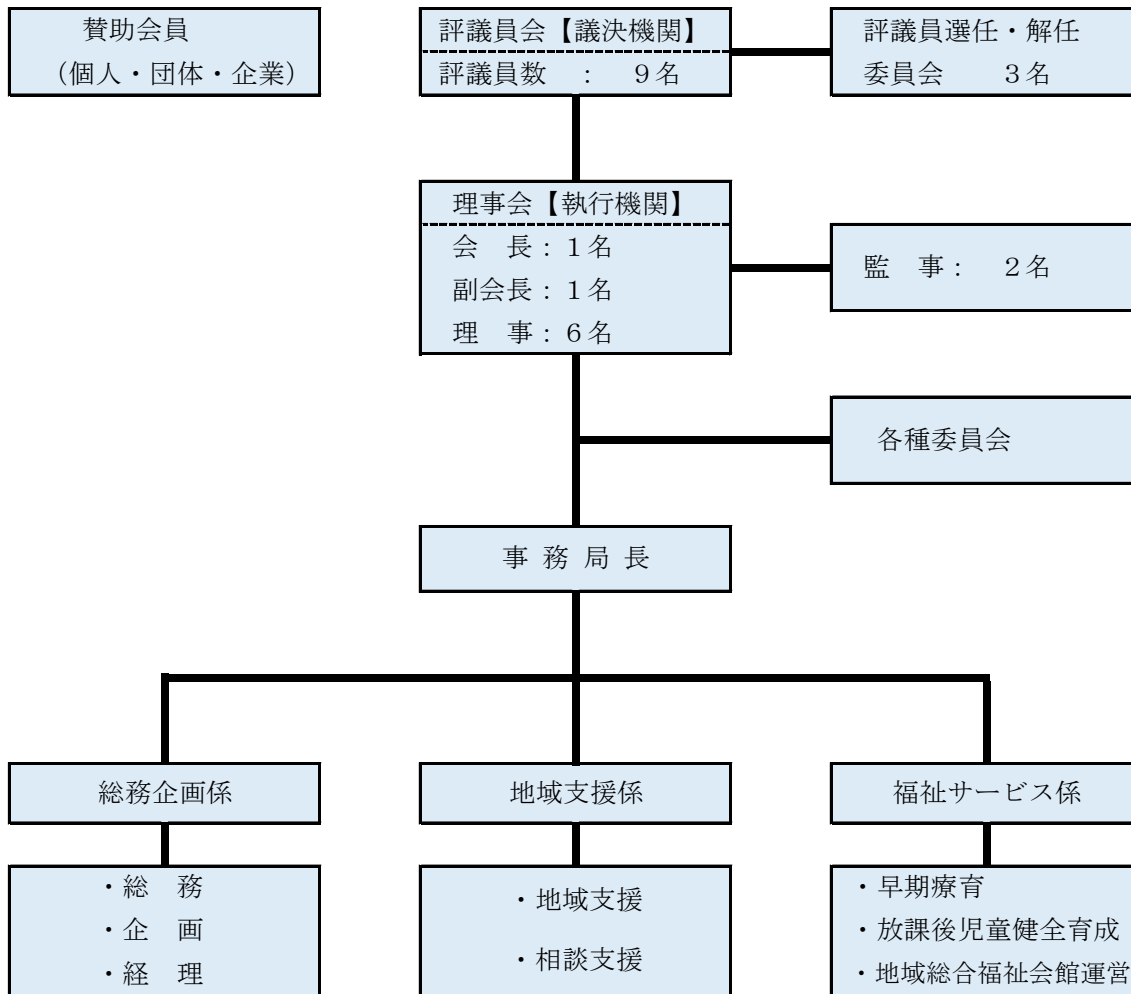 賛助会員
(個人・団体・企業)
評議員会【議決機関】
評議員数 : 9名
評議員選任・解任
委員会 3名
理事会【執行機関】
会 長:1名
副会長:1名
理 事:6名
監 事: 2名
各種委員会
事 務 局 長
総務企画係
地域支援係
福祉サービス係
・総 務
・企 画
・経 理
・地域支援
・相談支援
・早期療育
・放課後児童健全育成
・地域総合福祉会館運営